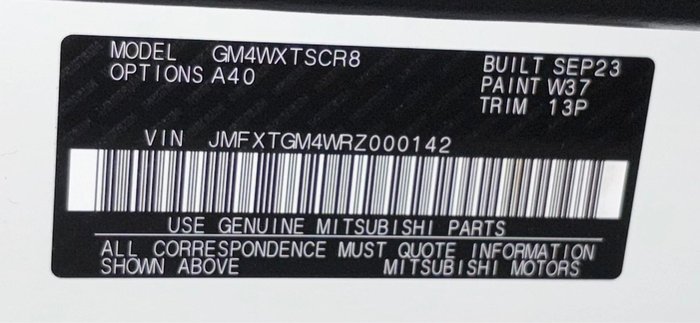 MODEL GM4WXTSCR8 BUILT SEP23
OPTIONS A40 PAINT W37
TRIM 13P
VIN JMFXTGM4WRZ000142
USE GENUINE MITSUBISHI PARTS
ALL CORRESPONDENCE MUST QUOTE INFORMATION
SHOWN ABOVE MITSUBISHI MOTORS